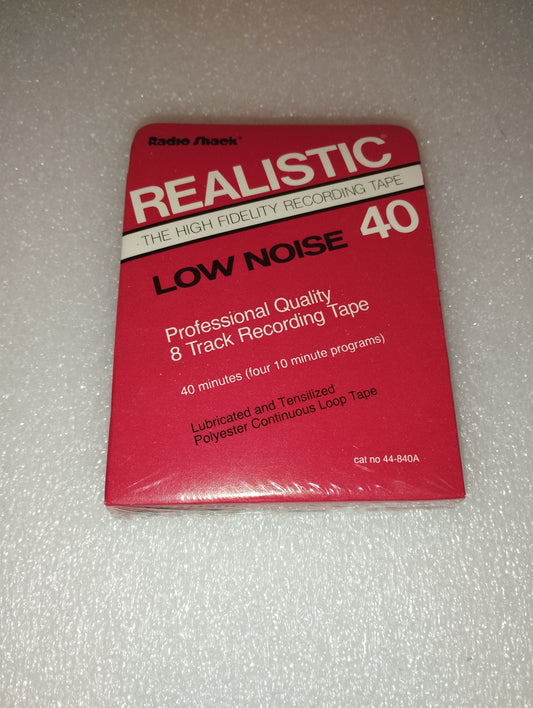 Radio Shack®
REALISTIC®
THE HIGH FIDELITY RECORDING TAPE
LOW NOISE 40
Professional Quality
8 Track Recording Tape
40 minutes (four 10 minute programs)
Lubricated and Tensilized
Polyester Continuous Loop Tape
cat no 44-840A